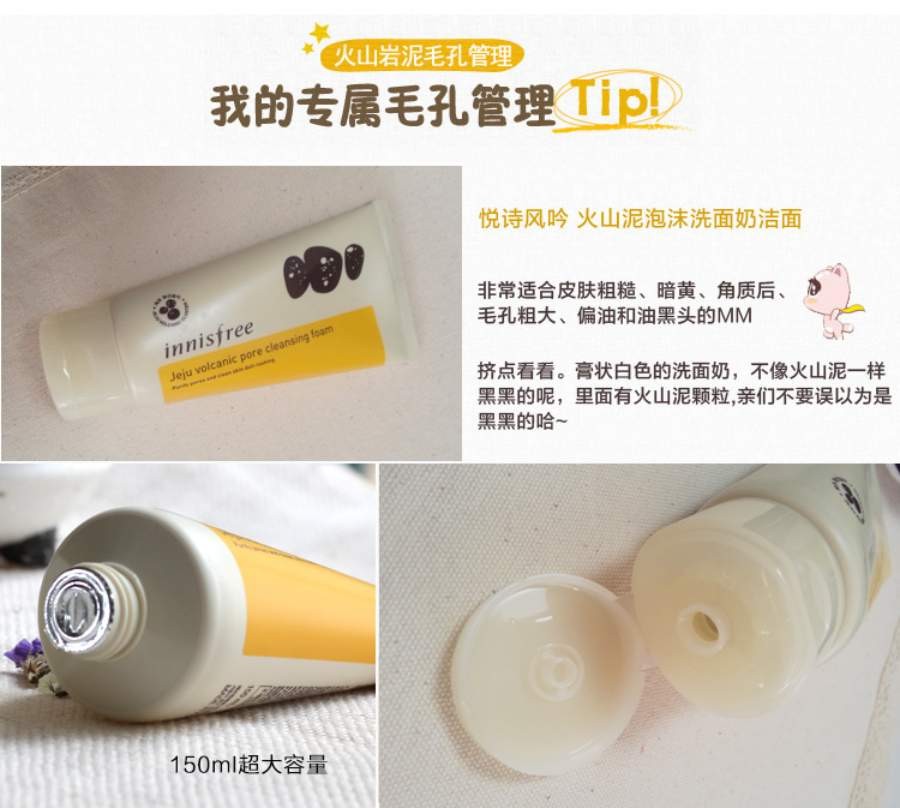 火山岩泥毛孔管理
我的专属毛孔管理Tip!
悦诗风吟 火山泥泡沫洗面奶洁面
非常适合皮肤粗糙、暗黄、角质后、
毛孔粗大、偏油和油黑头的MM
挤点看看。膏状白色的洗面奶，不像火山泥一样
黑黑的呢，里面有火山泥颗粒,亲们不要误以为是
黑黑的哈~
innisfree
Jeju volcanic pore cleansing foam
150ml超大容量